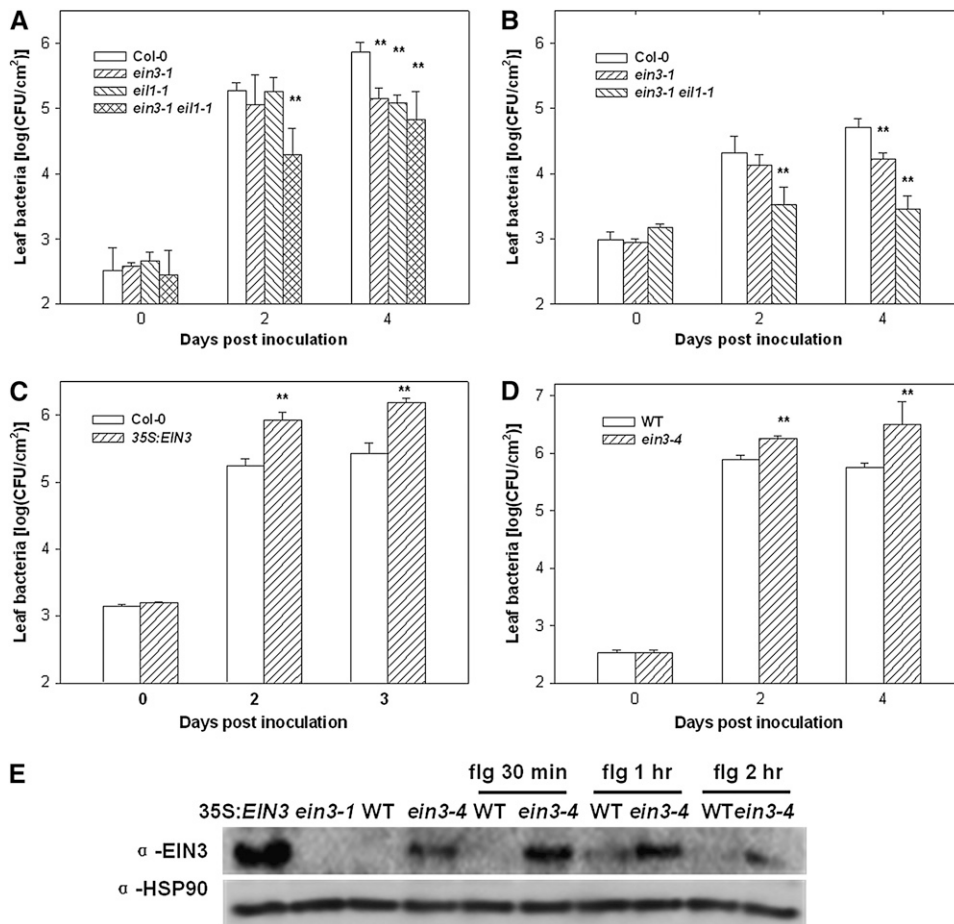 A
Leaf bacteria [log(CFU/cm²)]
6
5
4
3
2
Col-0
ein3-1
eil1-1
ein3-1 eil1-1
** ** **
**
0 2 4
Days post inoculation
B
Leaf bacteria [log(CFU/cm²)]
6
5
4
3
2
Col-0
ein3-1
ein3-1 eil1-1
**
** **
0 2 4
Days post inoculation
C
Leaf bacteria [log(CFU/cm²)]
6
5
4
3
2
Col-0
35S:EIN3
** **
0 2 3
Days post inoculation
D
Leaf bacteria [log(CFU/cm²)]
7
6
5
4
3
2
WT
ein3-4
** **
0 2 4
Days post inoculation
E
flg 30 min flg 1 hr flg 2 hr
35S:EIN3 ein3-1 WT ein3-4 WT ein3-4 WT ein3-4 WT ein3-4
α -EIN3
α -HSP90